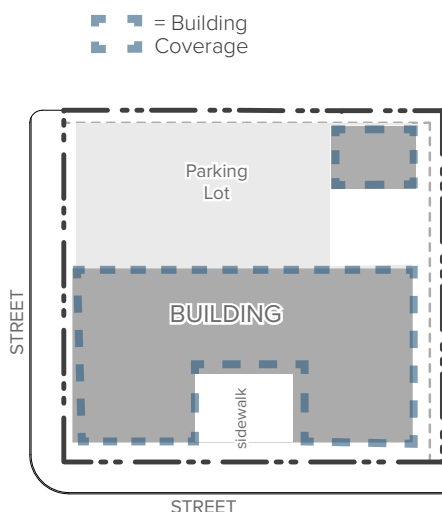 = Building
Coverage
Parking
Lot
BUILDING
STREET
sidewalk
STREET